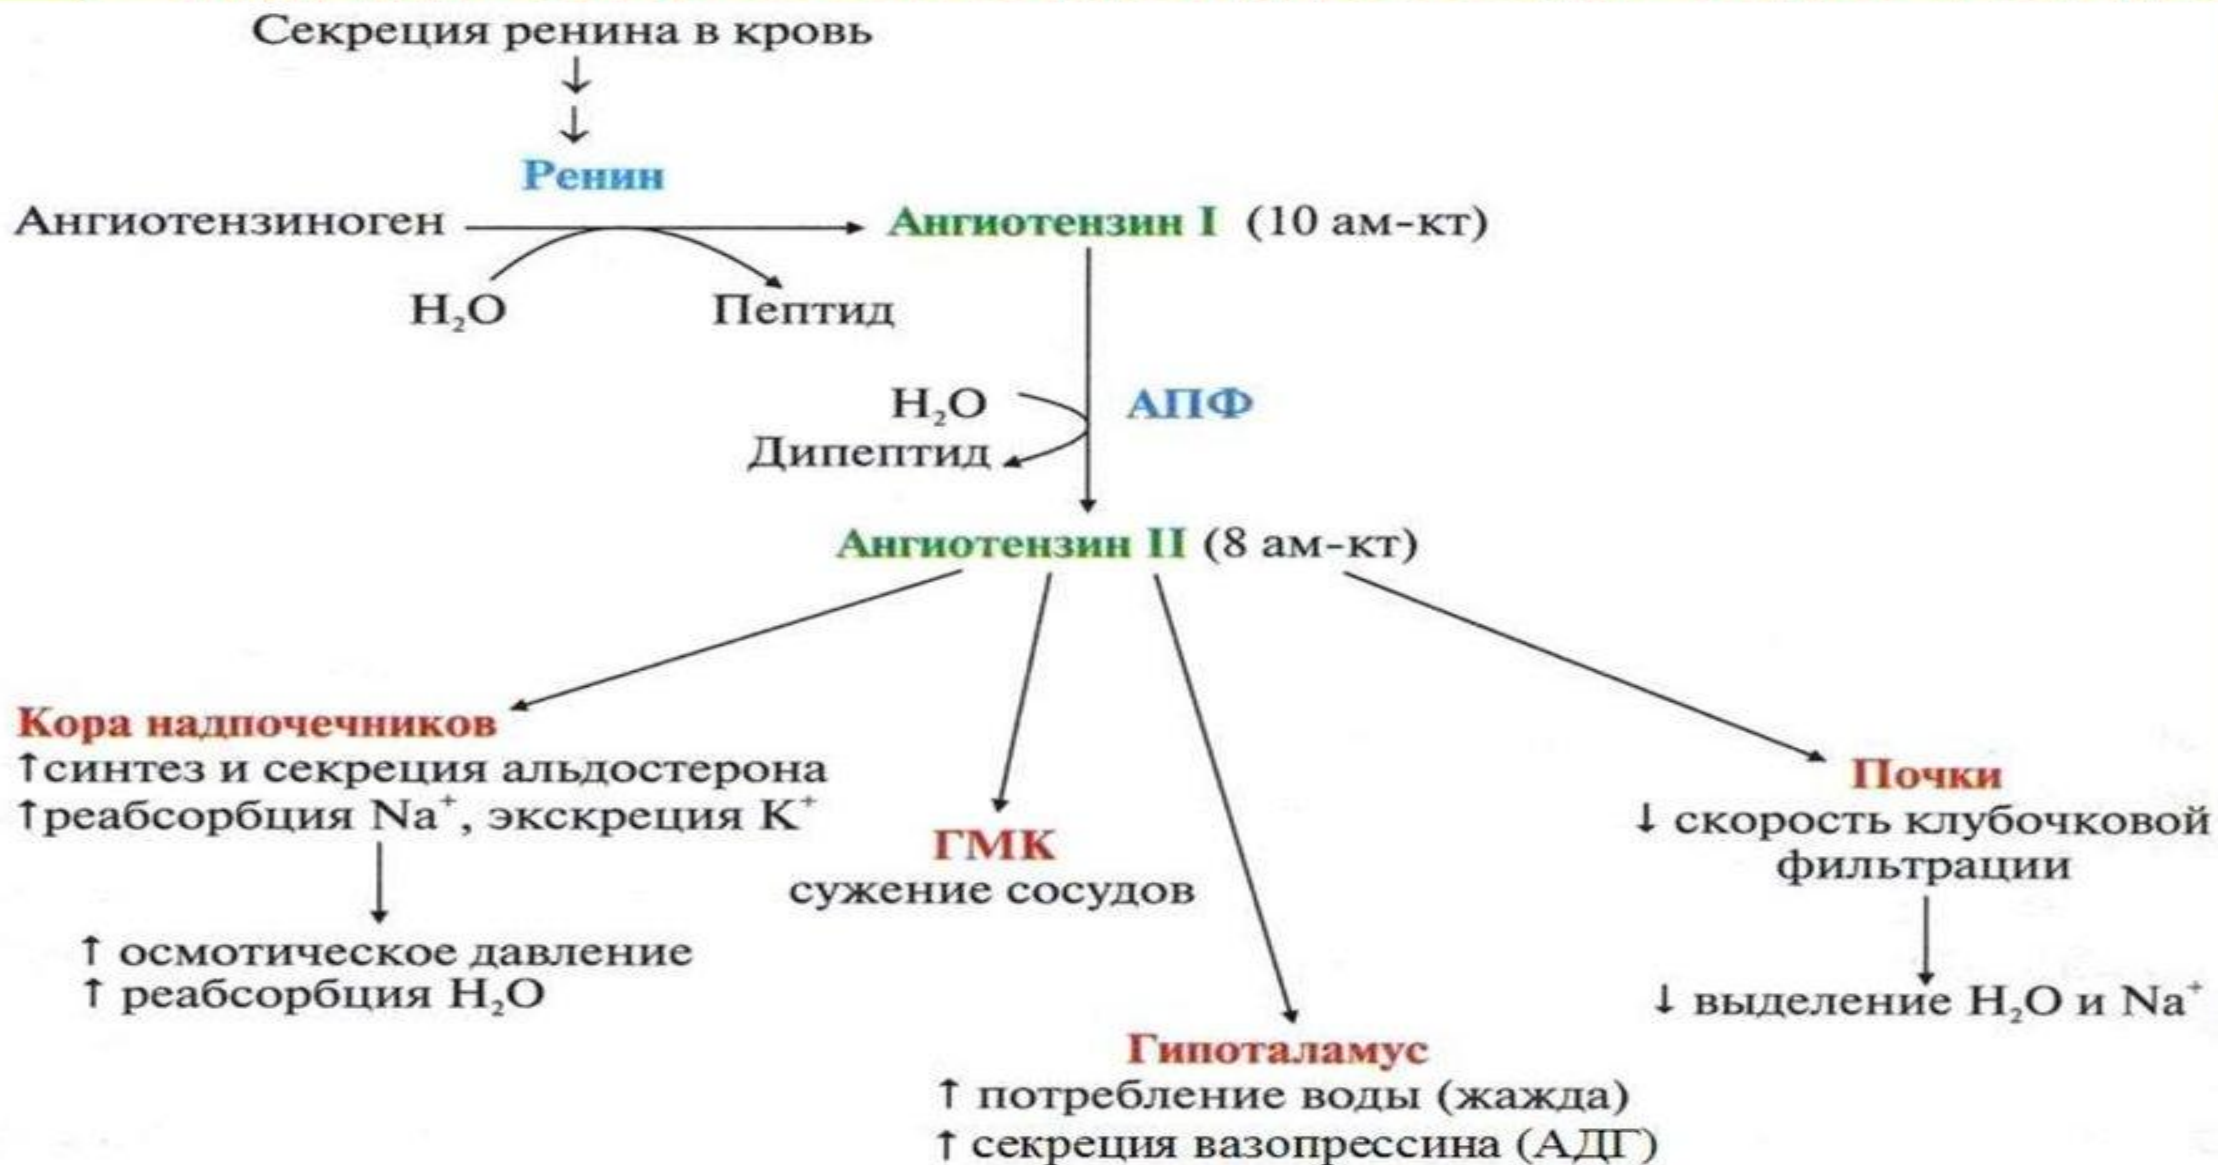 Секреция ренина в кровь
↓
↓
Ренин
Ангиотензиноген
Ангиотензин I (10 ам-кт)
H₂O
Пептид
H₂O
АПФ
Дипептид
Ангиотензин II (8 ам-кт)
Кора надпочечников
↑синтез и секреция альдостерона
↑реабсорбция Na⁺, экскреция K⁺
↑ осмотическое давление
↑ реабсорбция H₂O
ГМК
сужение сосудов
Гипоталамус
↑ потребление воды (жажда)
↑ секреция вазопрессина (АДГ)
Почки
↓ скорость клубочковой
фильтрации
↓ выделение H₂O и Na⁺